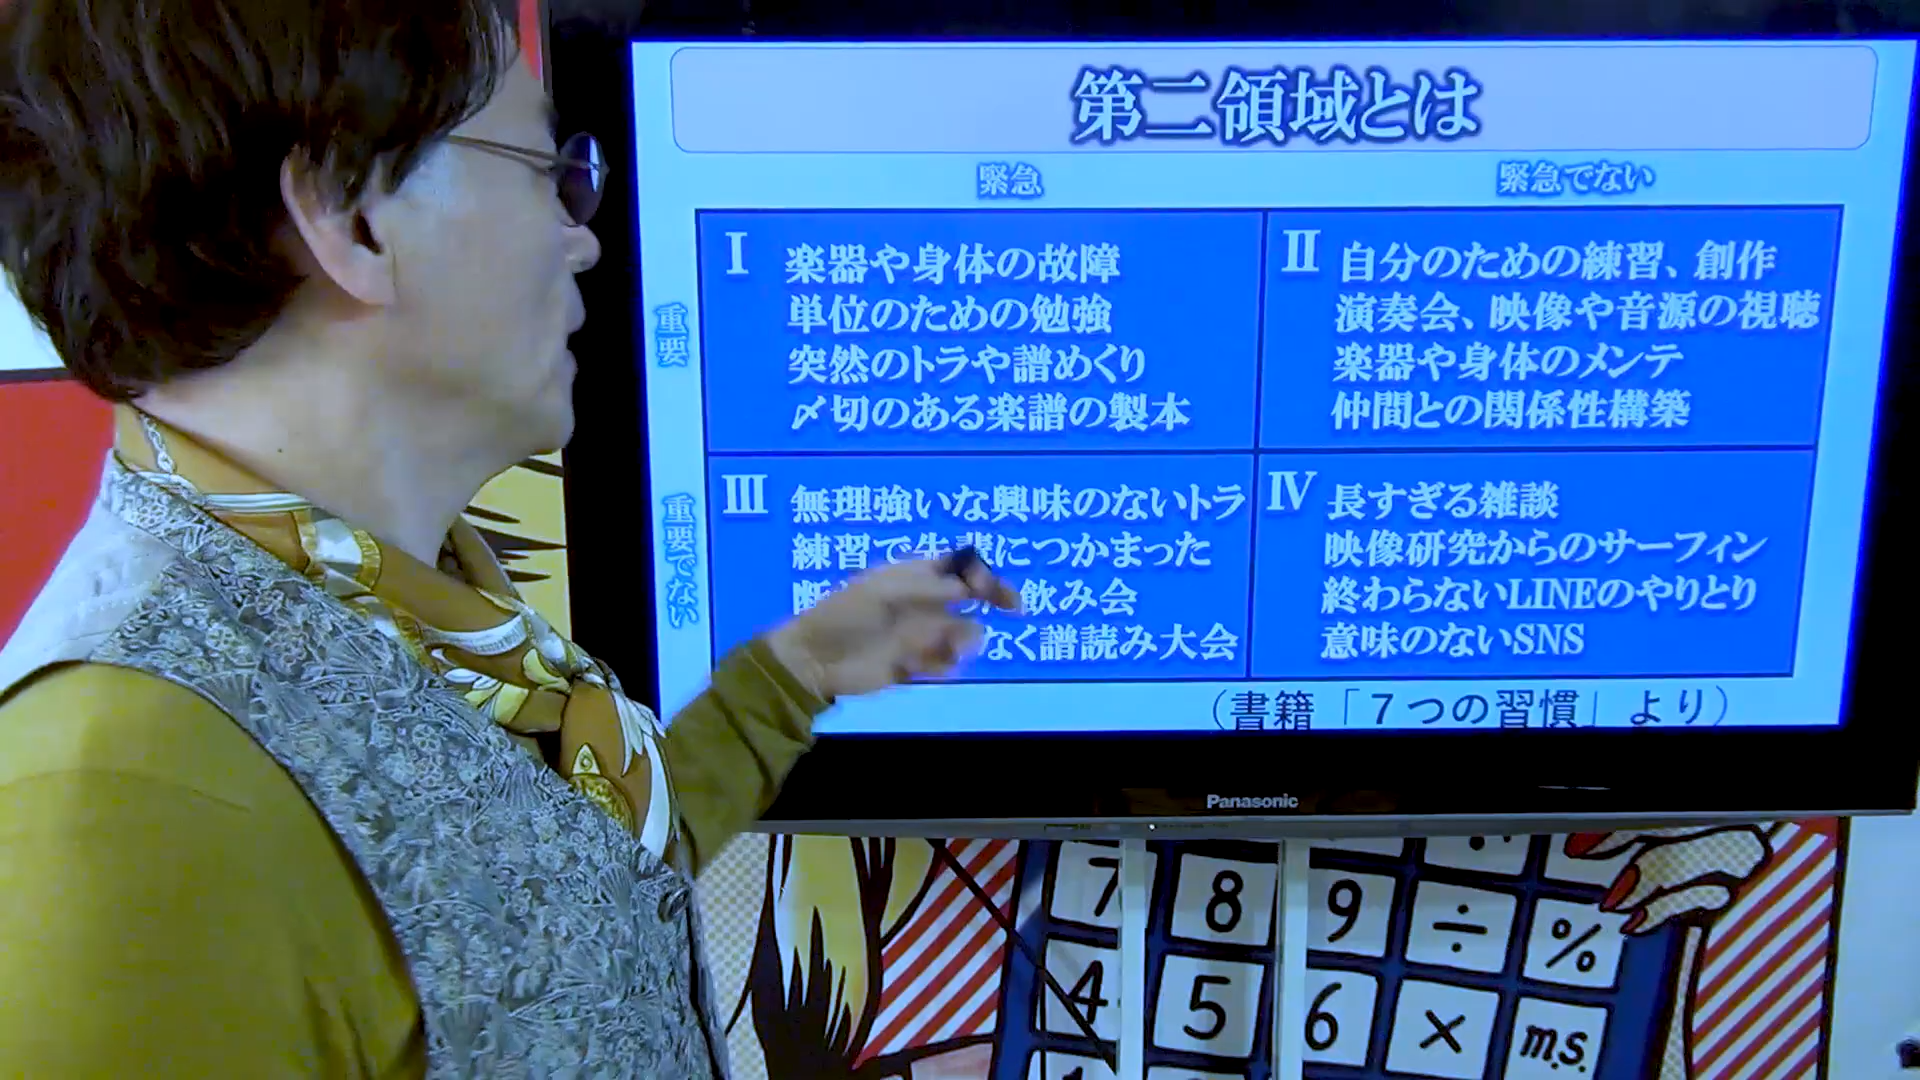 第二領域とは
緊急
緊急でない
重要
I
楽器や身体の故障
単位のための勉強
突然のトラや譜めくり
〆切のある楽譜の製本
II
自分のための練習、創作
演奏会、映像や音源の視聴
楽器や身体のメンテ
仲間との関係性構築
重要でない
III
無理強いな興味のないトラ
練習で先輩につかまった
飲み会
なく譜読み大会
IV
長すぎる雑談
映像研究からのサーフィン
終わらないLINEのやりとり
意味のないSNS
（書籍「７つの習慣」より）
Panasonic
7 8 9 ÷ %
4 5 6 × m.s.